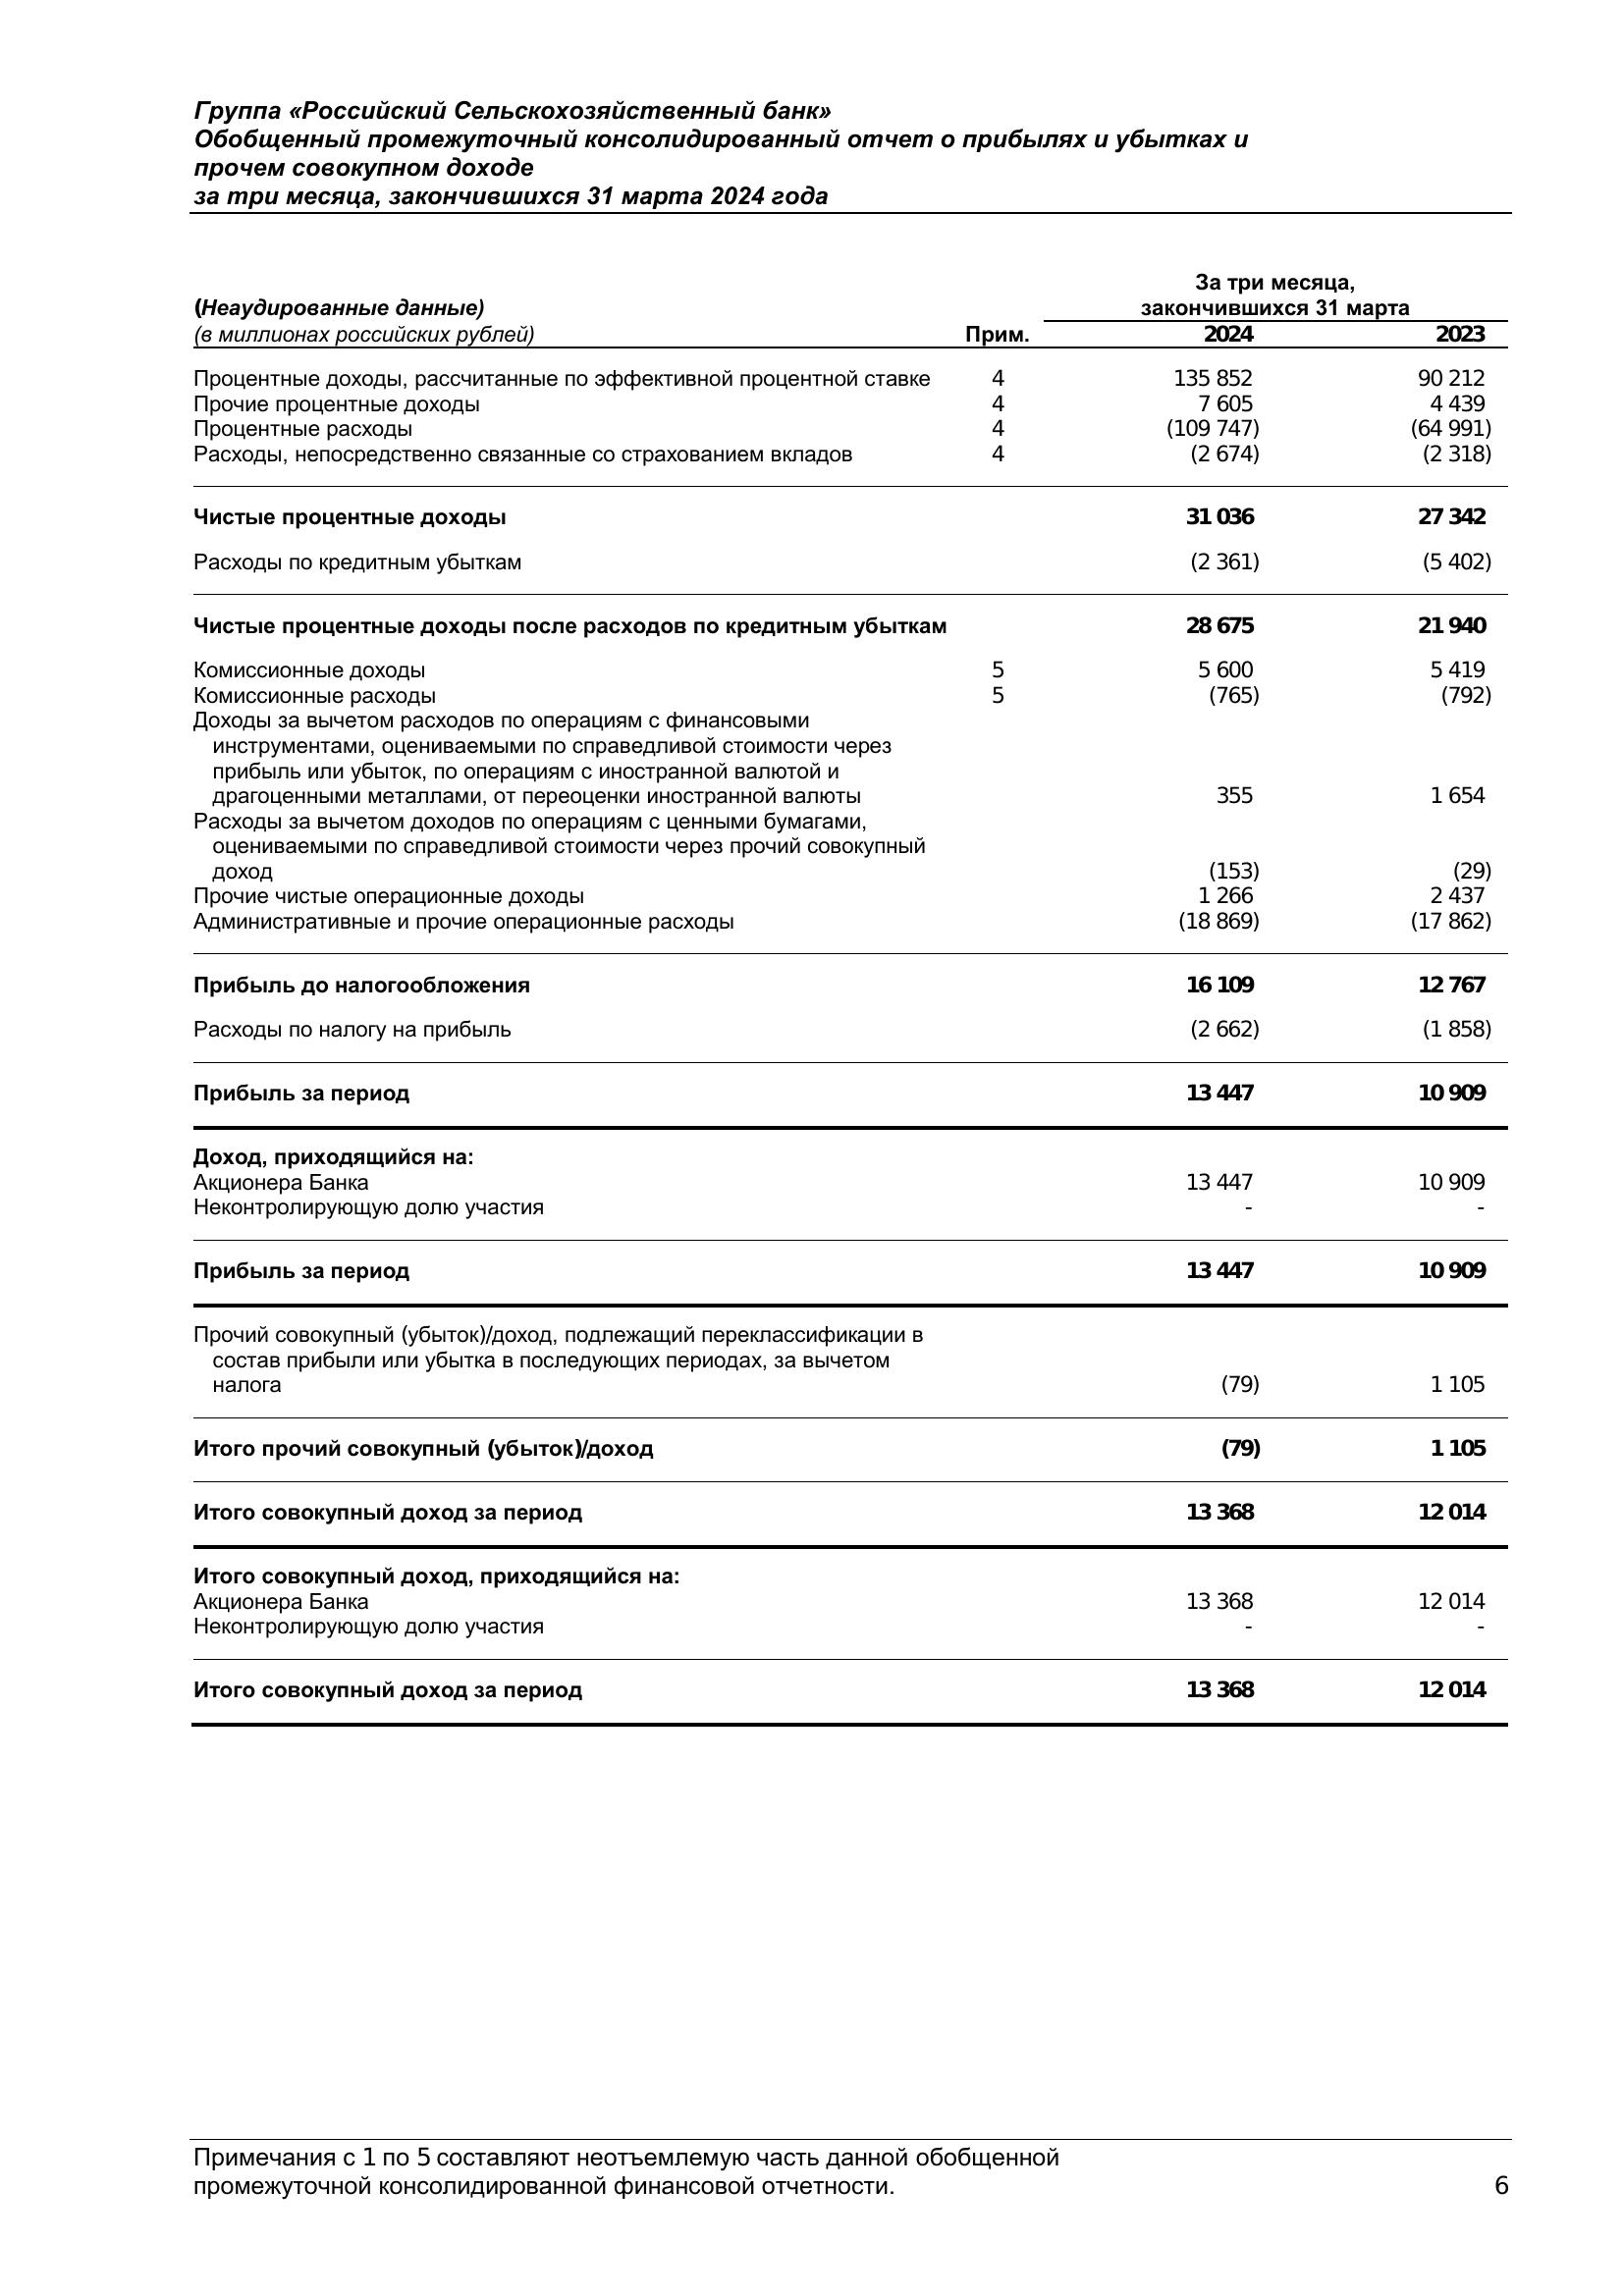 Группа «Российский Сельскохозяйственный банк»
Обобщенный промежуточный консолидированный отчет о прибылях и убытках и
прочем совокупном доходе
за три месяца, закончившихся 31 марта 2024 года
За три месяца,
(Неаудированные данные) закончившихся 31 марта
(в миллионах российских рублей) Прим. 2024 2023
Процентные доходы, рассчитанные по эффективной процентной ставке 4 135 852 90 212
Прочие процентные доходы 4 7 605 4 439
Процентные расходы 4 (109 747) (64 991)
Расходы, непосредственно связанные со страхованием вкладов 4 (2 674) (2 318)
Чистые процентные доходы 31 036 27 342
Расходы по кредитным убыткам (2 361) (5 402)
Чистые процентные доходы после расходов по кредитным убыткам 28 675 21 940
Комиссионные доходы 5 5 600 5 419
Комиссионные расходы 5 (765) (792)
Доходы за вычетом расходов по операциям с финансовыми
инструментами, оцениваемыми по справедливой стоимости через
прибыль или убыток, по операциям с иностранной валютой и
драгоценными металлами, от переоценки иностранной валюты 355 1 654
Расходы за вычетом доходов по операциям с ценными бумагами,
оцениваемыми по справедливой стоимости через прочий совокупный
доход (153) (29)
Прочие чистые операционные доходы 1 266 2 437
Административные и прочие операционные расходы (18 869) (17 862)
Прибыль до налогообложения 16 109 12 767
Расходы по налогу на прибыль (2 662) (1 858)
Прибыль за период 13 447 10 909
Доход, приходящийся на:
Акционера Банка 13 447 10 909
Неконтролирующую долю участия - -
Прибыль за период 13 447 10 909
Прочий совокупный (убыток)/доход, подлежащий переклассификации в
состав прибыли или убытка в последующих периодах, за вычетом
налога (79) 1 105
Итого прочий совокупный (убыток)/доход (79) 1 105
Итого совокупный доход за период 13 368 12 014
Итого совокупный доход, приходящийся на:
Акционера Банка 13 368 12 014
Неконтролирующую долю участия - -
Итого совокупный доход за период 13 368 12 014
Примечания с 1 по 5 составляют неотъемлемую часть данной обобщенной
промежуточной консолидированной финансовой отчетности. 6